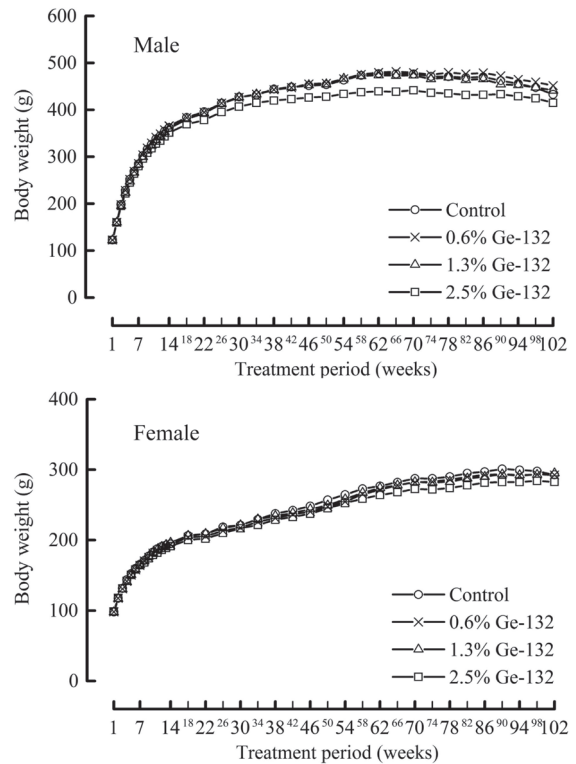 Male
Body weight (g)
600
500
400
300
200
100
0
Control
0.6% Ge-132
1.3% Ge-132
2.5% Ge-132
1 7 14 18 22 26 30 34 38 42 46 50 54 58 62 66 70 74 78 82 86 90 94 98 102
Treatment period (weeks)
Female
Body weight (g)
400
300
200
100
0
Control
0.6% Ge-132
1.3% Ge-132
2.5% Ge-132
1 7 14 18 22 26 30 34 38 42 46 50 54 58 62 66 70 74 78 82 86 90 94 98 102
Treatment period (weeks)